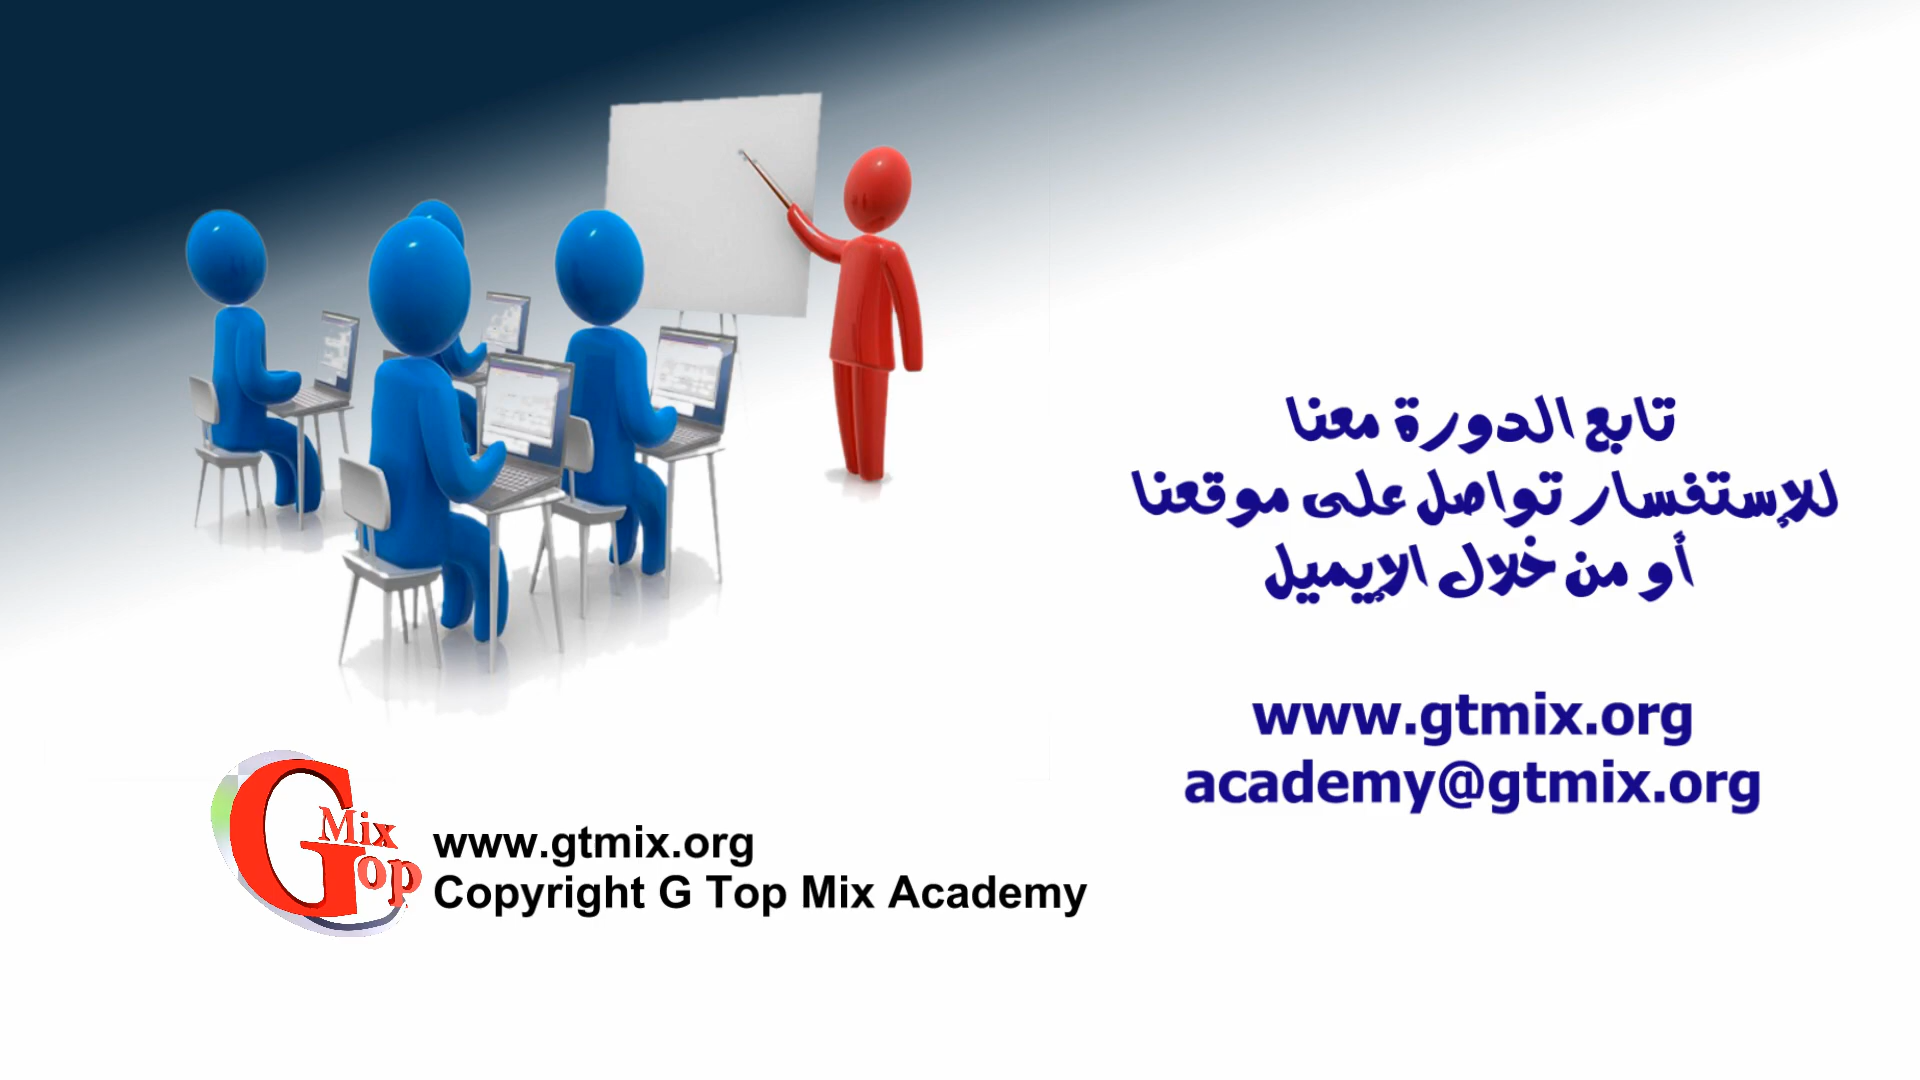 تابع الدورة معنا
للإستفسار تواصل على موقعنا
أو من خلال الإيميل
www.gtmix.org
academy@gtmix.org
G Mix Top
www.gtmix.org
Copyright G Top Mix Academy